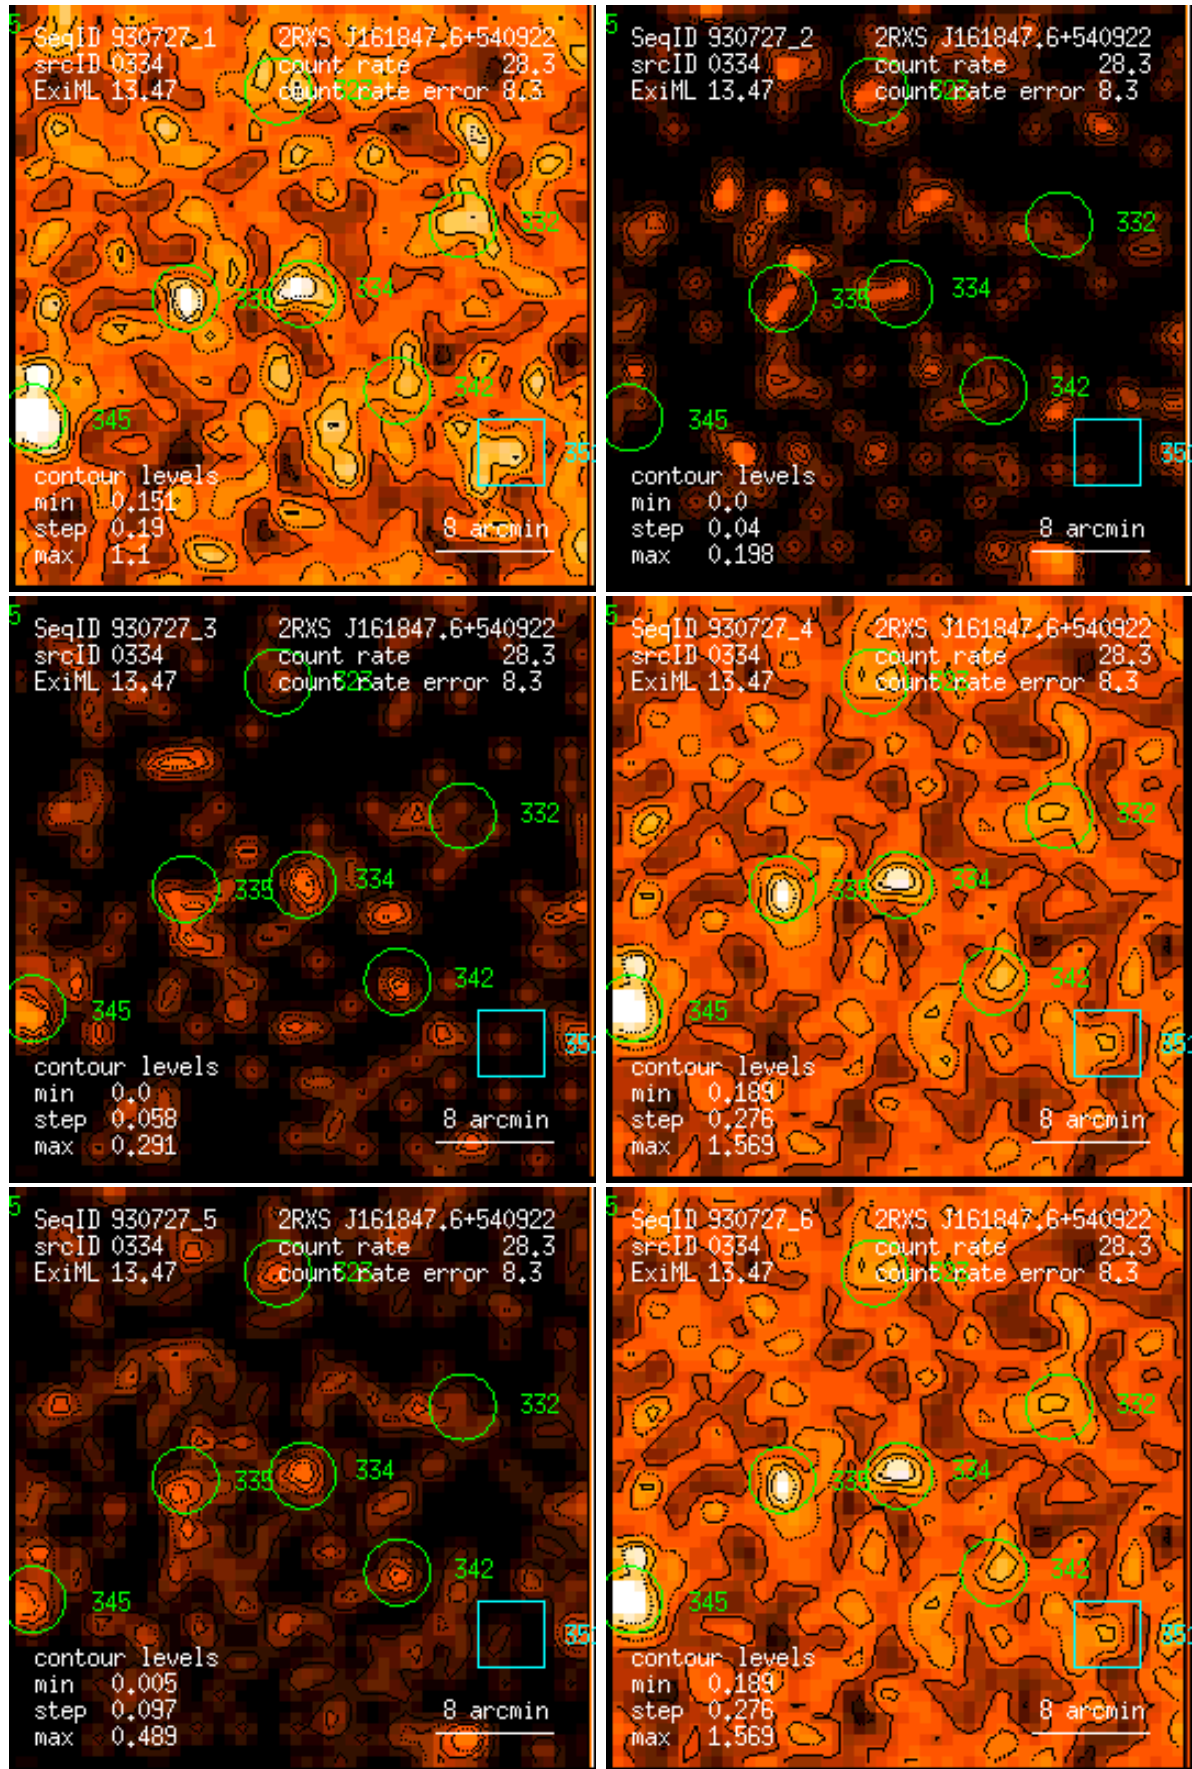 5
SeqID 930727_1 2RXS J161847.6+540922
srcID 0334 count rate 28.3
ExiML 13.47 count rate error 8.3
332
335 334
342
345
contour levels
min 0.151
step 0.19 8 arcmin
max 1.1
SeqID 930727_2 2RXS J161847.6+540922
srcID 0334 count rate 28.3
ExiML 13.47 count rate error 8.3
332
335 334
342
345
contour levels
min 0.0
step 0.04 8 arcmin
max 0.198
5
SeqID 930727_3 2RXS J161847.6+540922
srcID 0334 count rate 28.3
ExiML 13.47 count rate error 8.3
332
335 334
342
345
contour levels
min 0.0
step 0.058 8 arcmin
max 0.291
5
SeqID 930727_4 2RXS J161847.6+540922
srcID 0334 count rate 28.3
ExiML 13.47 count rate error 8.3
332
335 334
342
345
contour levels
min 0.189
step 0.276 8 arcmin
max 1.569
5
SeqID 930727_5 2RXS J161847.6+540922
srcID 0334 count rate 28.3
ExiML 13.47 count rate error 8.3
332
335 334
342
345
contour levels
min 0.005
step 0.097 8 arcmin
max 0.489
5
SeqID 930727_6 2RXS J161847.6+540922
srcID 0334 count rate 28.3
ExiML 13.47 count rate error 8.3
332
335 334
342
345
contour levels
min 0.189
step 0.276 8 arcmin
max 1.569